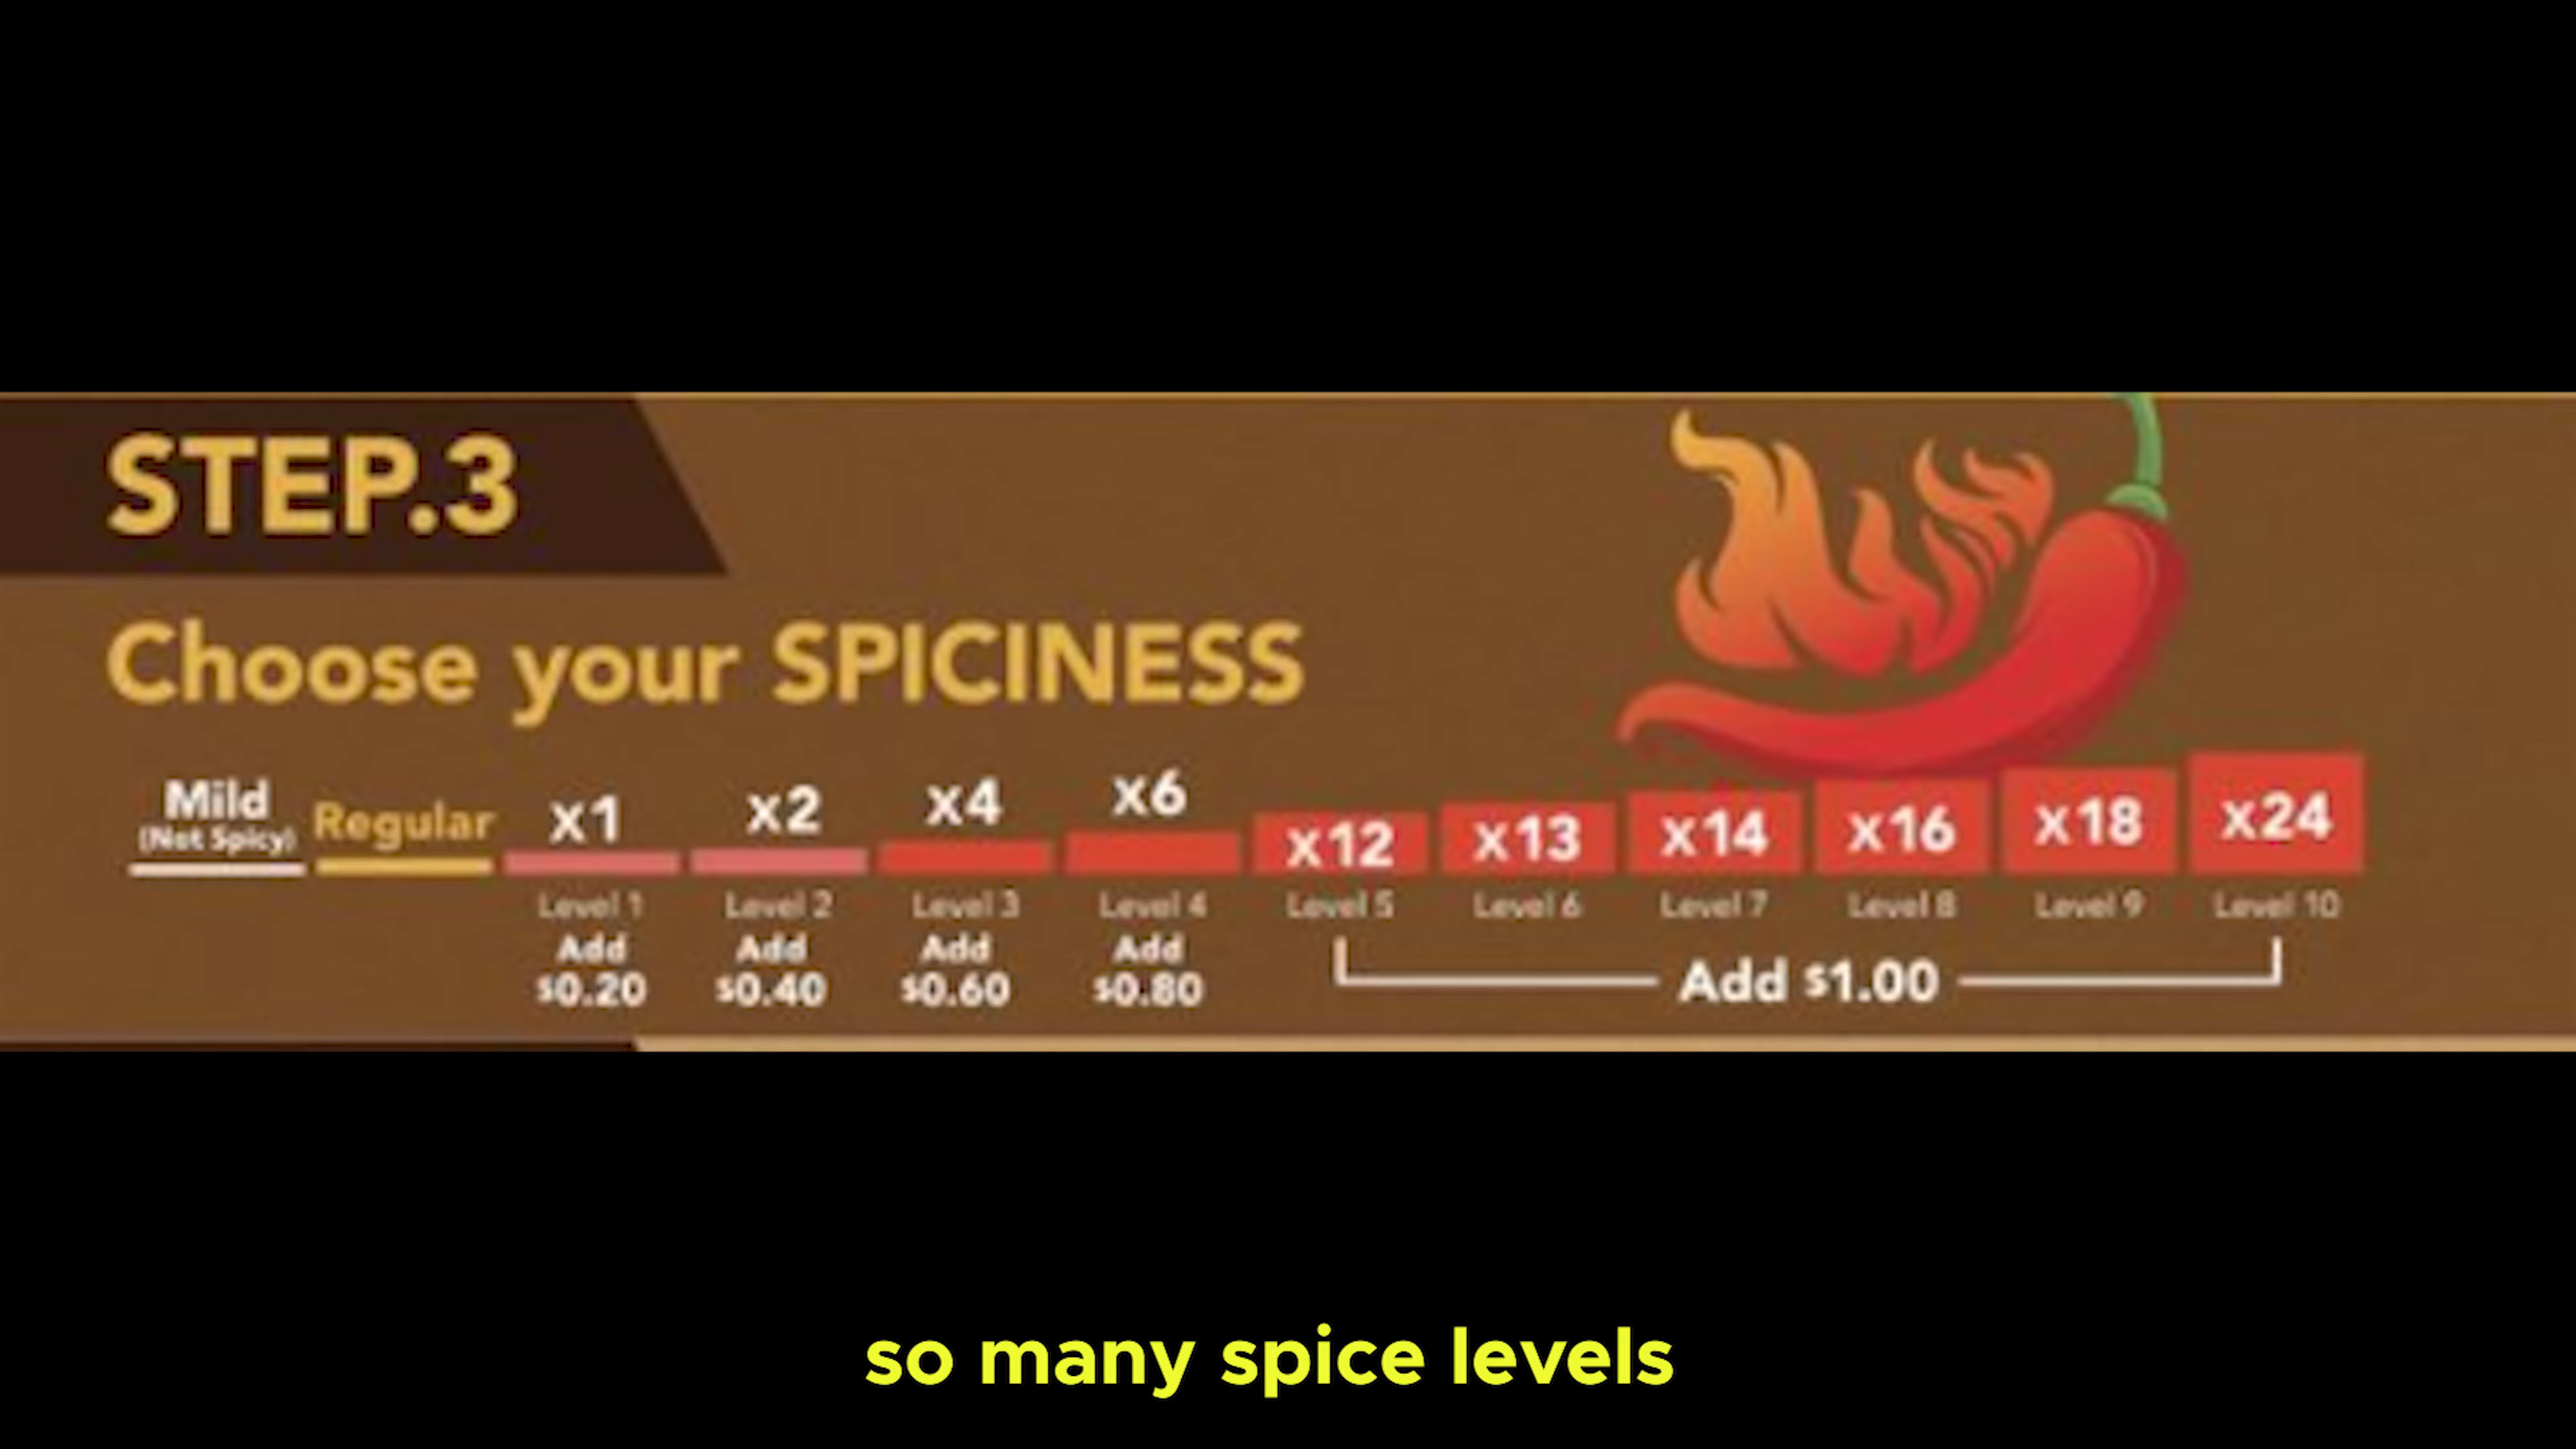 STEP.3
Choose your SPICINESS
Mild Regular x1 x2 x4 x6 x12 x13 x14 x16 x18 x24
(Not Spicy)
Level 1 Level 2 Level 3 Level 4 Level 5 Level 6 Level 7 Level 8 Level 9 Level 10
Add Add Add Add
$0.20 $0.40 $0.60 $0.80 Add $1.00
so many spice levels